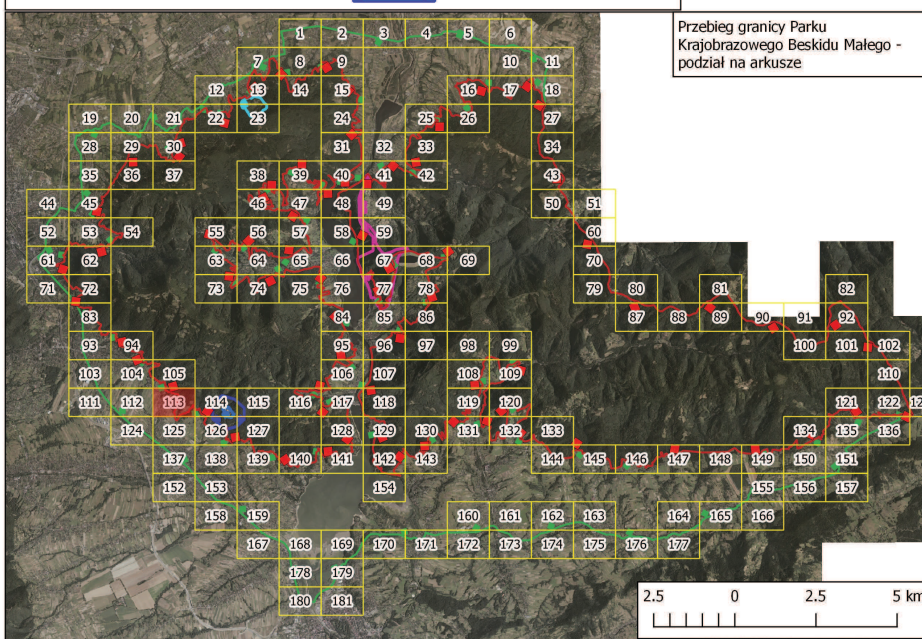 Przebieg granicy Parku
Krajobrazowego Beskidu Małego -
podział na arkusze
1 2 3 4 5 6
7 8 9 10 11
12 13 14 15 16 17 18
19 20 21 22 23 24 25 26 27
28 29 30 31 32 33 34
35 36 37 38 39 40 41 42 43
44 45 46 47 48 49 50 51
52 53 54 55 56 57 58 59 60
61 62 63 64 65 66 67 68 69 70
71 72 73 74 75 76 77 78 79 80 81 82
83 84 85 86 87 88 89 90 91 92
93 94 95 96 97 98 99 100 101 102
103 104 105 106 107 108 109 110
111 112 113 114 115 116 117 118 119 120 121 122
124 125 126 127 128 129 130 131 132 133 134 135 136
137 138 139 140 141 142 143 144 145 146 147 148 149 150 151
152 153 154 155 156 157
158 159 160 161 162 163 164 165 166
167 168 169 170 171 172 173 174 175 176 177
178 179
180 181
2.5 0 2.5 5 km